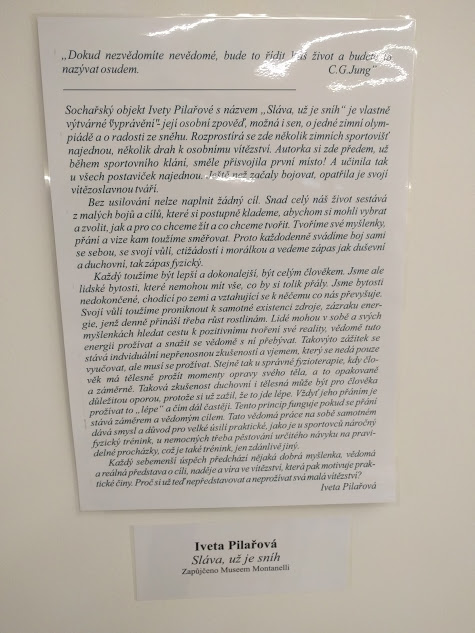 „Dokud nezvědomíte nevědomé, bude to řídit Váš život a budete to
nazývat osudem. C.G.Jung“
Sochařský objekt Ivety Pilařové s názvem „Sláva, už je sníh“ je vlastně
výtvarné "vyprávění"- její osobní zpověď, možná i sen, o jedné zimní olym-
piádě a o radosti ze sněhu. Rozprostírá se zde několik zimních sportovišť
najednou, několik drah k osobnímu vítězství. Autorka si zde předem, už
během sportovního klání, směle přisvojila první místo! A učinila tak
u všech postaviček najednou. Ještě než začaly bojovat, opatřila je svojí
vítězoslavnou tváří.
Bez usilování nelze naplnit žádný cíl. Snad celý náš život sestává
z malých bojů a cílů, které si postupně klademe, abychom si mohli vybrat
a zvolit, jak a pro co chceme žít a co chceme tvořit. Tvoříme své myšlenky,
přání a vize kam toužíme směřovat. Proto každodenně svádíme boj sami
se sebou, se svojí vůlí, ctižádostí i morálkou a vedeme zápas jak duševní
a duchovní, tak zápas fyzický.
Každý toužíme být lepší a dokonalejší, být celým člověkem. Jsme ale
lidské bytosti, které nemohou mít vše, co by si tolik přály. Jsme bytosti
nedokončené, chodící po zemi a vztahující se k něčemu co nás převyšuje.
Svojí vůlí toužíme proniknout k samotné existenci zdroje, zázraku ener-
gie, jenž denně přináší třeba růst rostlinám. Lidé mohou v sobě a svých
myšlenkách hledat cestu k pozitivnímu tvoření své reality, vědomě tuto
energii prožívat a snažit se vědomě s ní přebývat. Takovýto zážitek se
stává individuální nepřenosnou zkušeností a vjemem, který se nedá pouze
vyučovat, ale musí se prožívat. Stejně tak u správné fyzioterapie, kdy člo-
věk má tělesně prožít momenty opravy svého těla, a to opakovaně
a záměrně. Taková zkušenost duchovní i tělesná může být pro člověka
důležitou oporou, protože si už zažil, že to jde lépe. Vždyť jeho přáním je
prožívat to „lépe“ a čím dál častěji. Tento princip funguje pokud se přání
stává záměrem a vědomým cílem. Tato vědomá práce na sobě samotném
dává smysl a důvod pro velké úsilí praktické, jako je u sportovců náročný
fyzický trénink, u nemocných třeba pěstování určitého návyku na pravi-
delné procházky, což je také trénink, jen zdánlivě jiný.
Každý sebemenší úspěch předchází nějaká dobrá myšlenka, vědomá
a reálná představa o cíli, naděje a víra ve vítězství, která pak motivuje prak-
tické činy. Proč si už teď nepředstavovat a neprožívat svá malá vítězství?
Iveta Pilařová
Iveta Pilařová
Sláva, už je sníh
Zapůjčeno Museem Montanelli